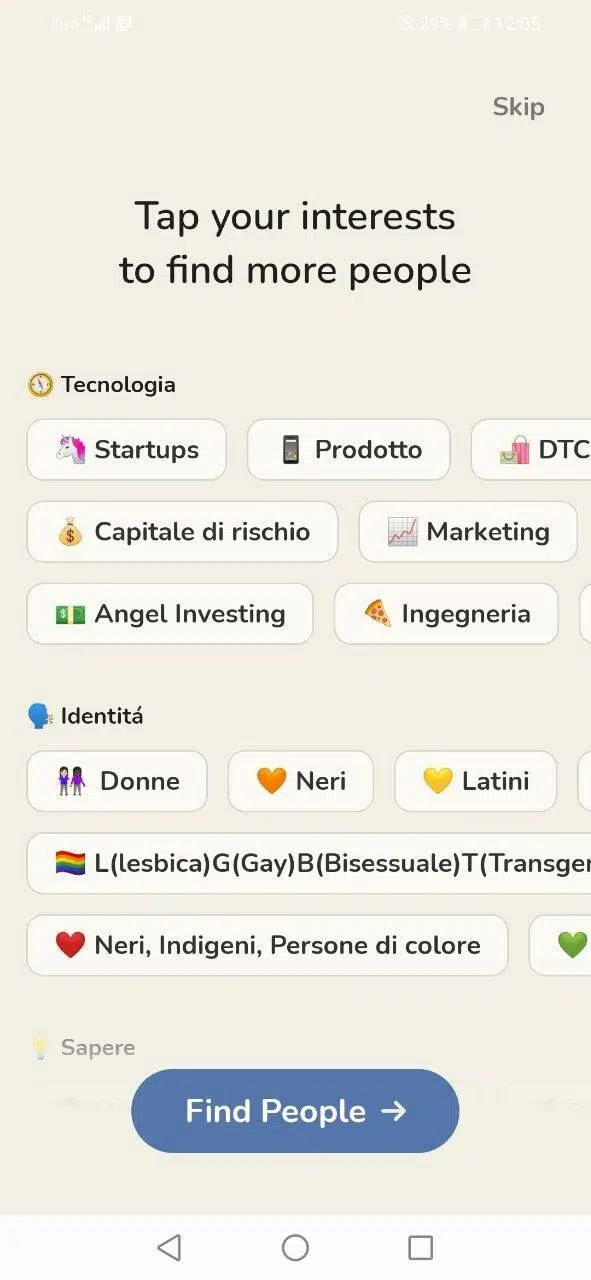 29% 12:05
Skip
Tap your interests
to find more people
Tecnologia
Startups Prodotto DTC
Capitale di rischio Marketing
Angel Investing Ingegneria
Identitá
Donne Neri Latini
L(lesbica)G(Gay)B(Bisessuale)T(Transger
Neri, Indigeni, Persone di colore
Sapere
Find People →